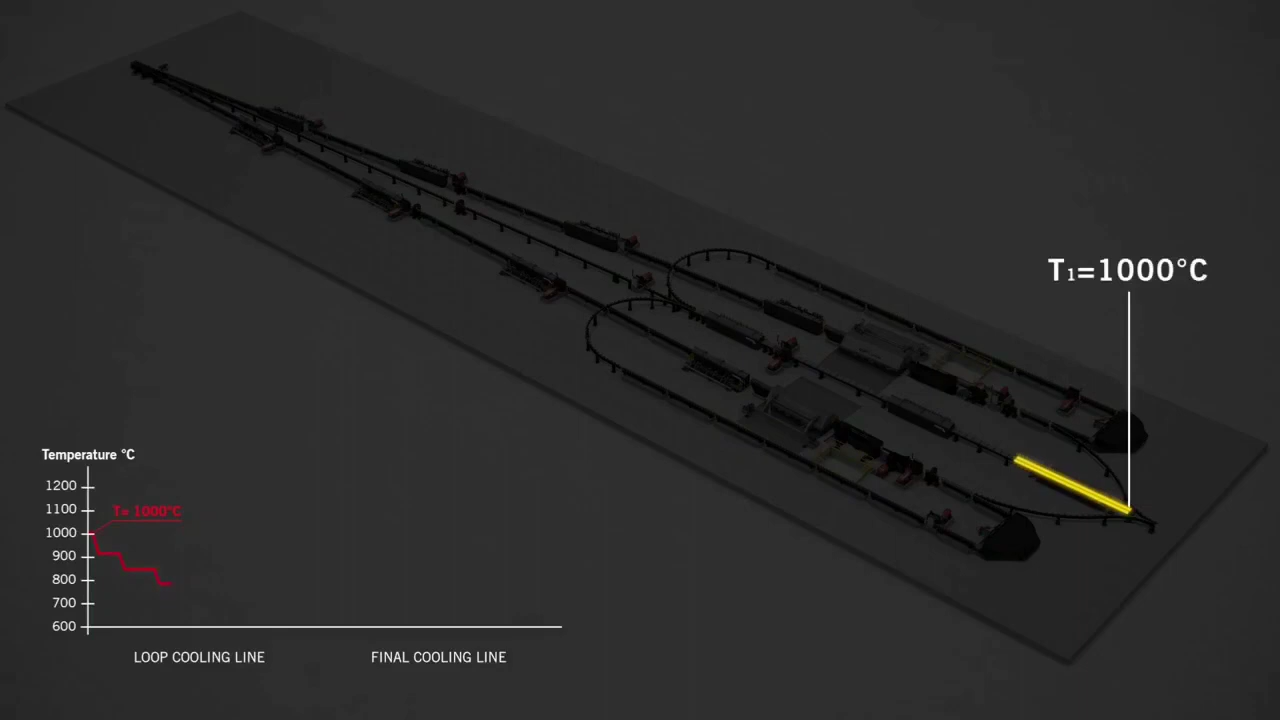 T1=1000°C
Temperature °C
1200
1100
T= 1000°C
1000
900
800
700
600
LOOP COOLING LINE
FINAL COOLING LINE